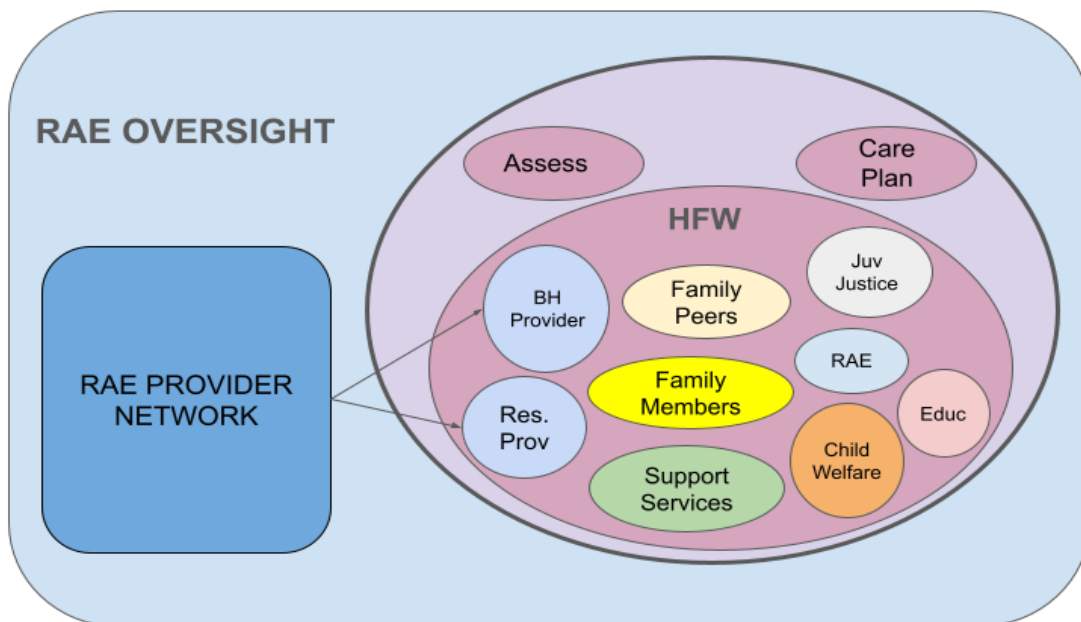 RAE OVERSIGHT
Assess
Care
Plan
HFW
RAE PROVIDER
NETWORK
BH
Provider
Res.
Prov
Family
Peers
Family
Members
Support
Services
Juv
Justice
RAE
Educ
Child
Welfare